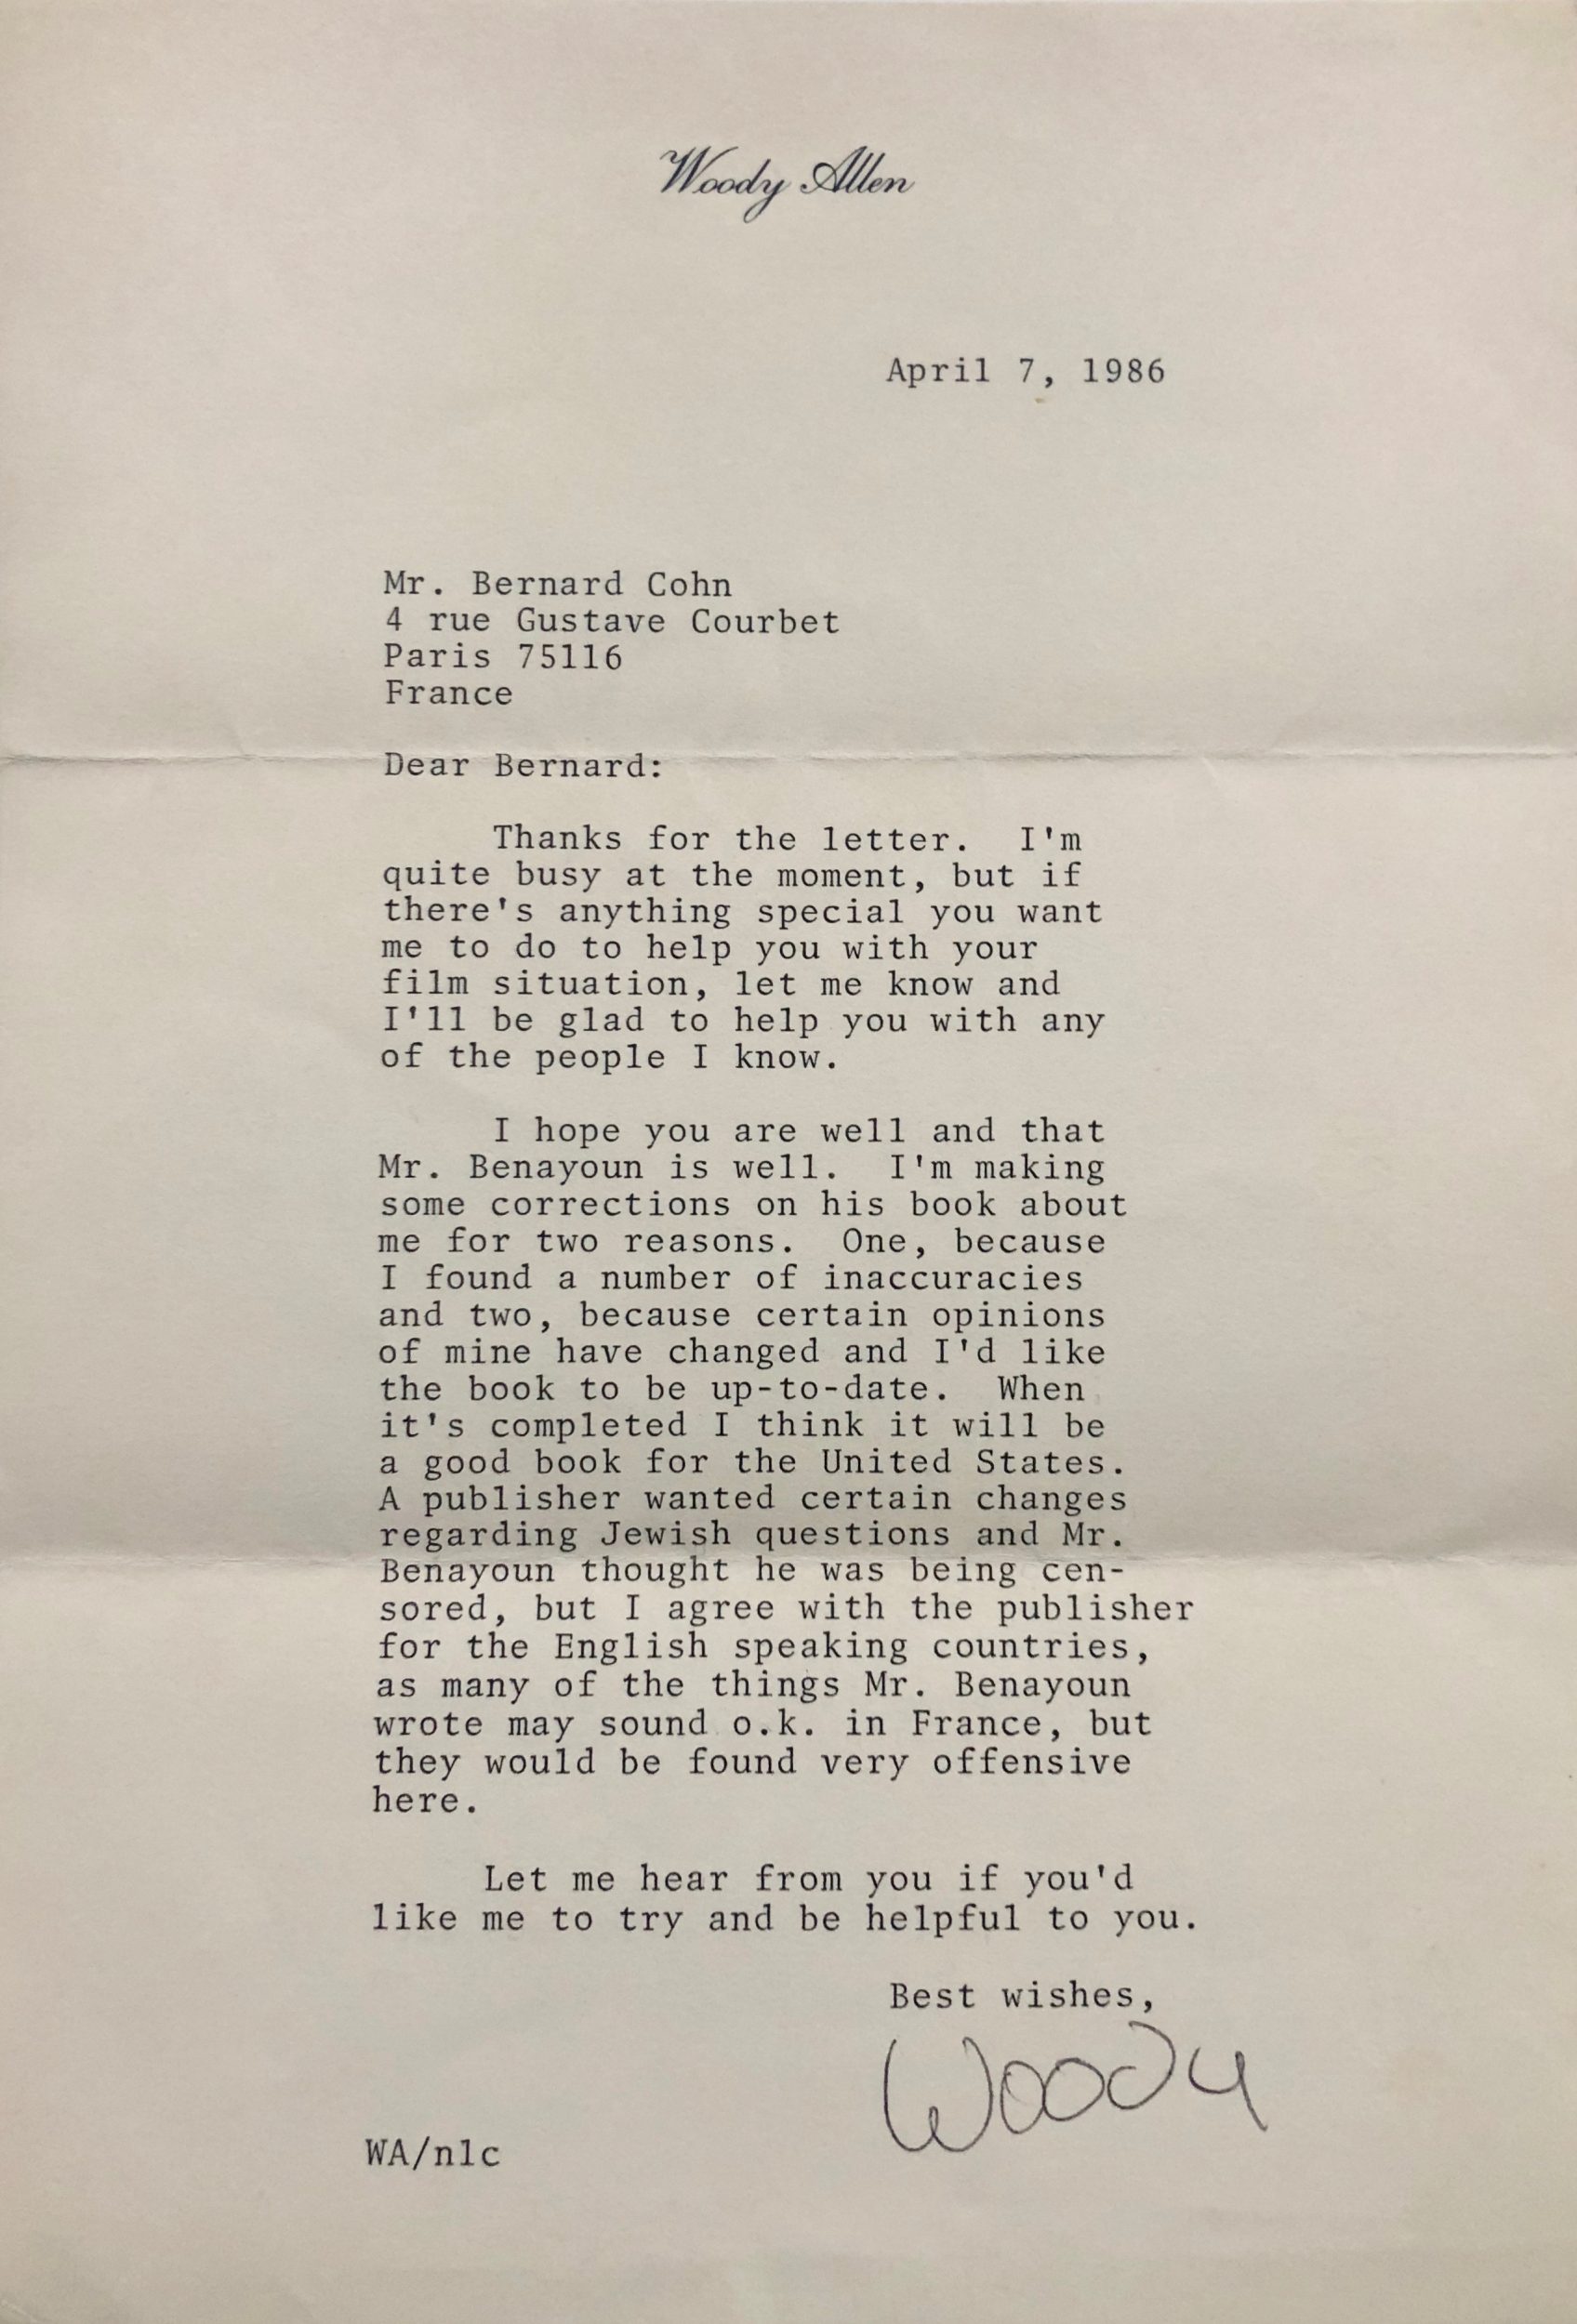 Woody Allen
April 7, 1986
Mr. Bernard Cohn
4 rue Gustave Courbet
Paris 75116
France
Dear Bernard:
Thanks for the letter. I'm
quite busy at the moment, but if
there's anything special you want
me to do to help you with your
film situation, let me know and
I'll be glad to help you with any
of the people I know.
I hope you are well and that
Mr. Benayoun is well. I'm making
some corrections on his book about
me for two reasons. One, because
I found a number of inaccuracies
and two, because certain opinions
of mine have changed and I'd like
the book to be up-to-date. When
it's completed I think it will be
a good book for the United States.
A publisher wanted certain changes
regarding Jewish questions and Mr.
Benayoun thought he was being cen-
sored, but I agree with the publisher
for the English speaking countries,
as many of the things Mr. Benayoun
wrote may sound o.k. in France, but
they would be found very offensive
here.
Let me hear from you if you'd
like me to try and be helpful to you.
Best wishes,
Woody
WA/nlc